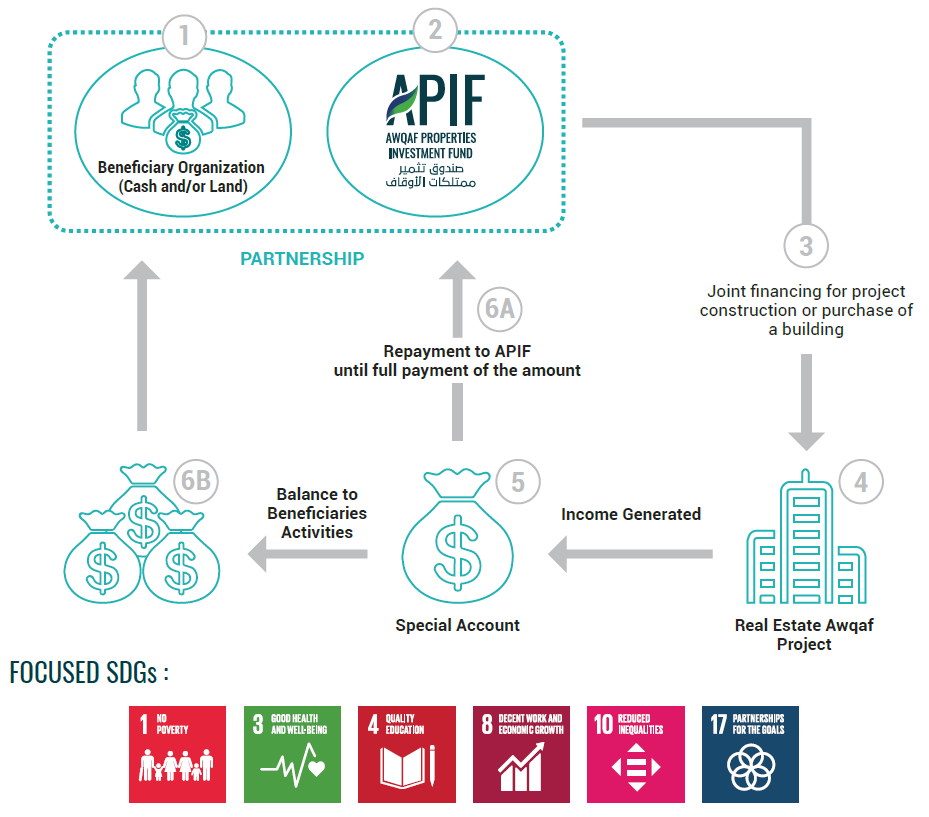 1
2
$
Beneficiary Organization
(Cash and/or Land)
APIF
AWQAF PROPERTIES
INVESTMENT FUND
صندوق تثمير
ممتلكات الأوقاف
PARTNERSHIP
3
Joint financing for project
construction or purchase of
a building
6A
Repayment to APIF
until full payment of the amount
6B
$
$
$
Balance to
Beneficiaries
Activities
5
$
Special Account
Income Generated
4
Real Estate Awqaf
Project
FOCUSED SDGs :
1 NO
POVERTY
3 GOOD HEALTH
AND WELL-BEING
4 QUALITY
EDUCATION
8 DECENT WORK AND
ECONOMIC GROWTH
10 REDUCED
INEQUALITIES
17 PARTNERSHIPS
FOR THE GOALS